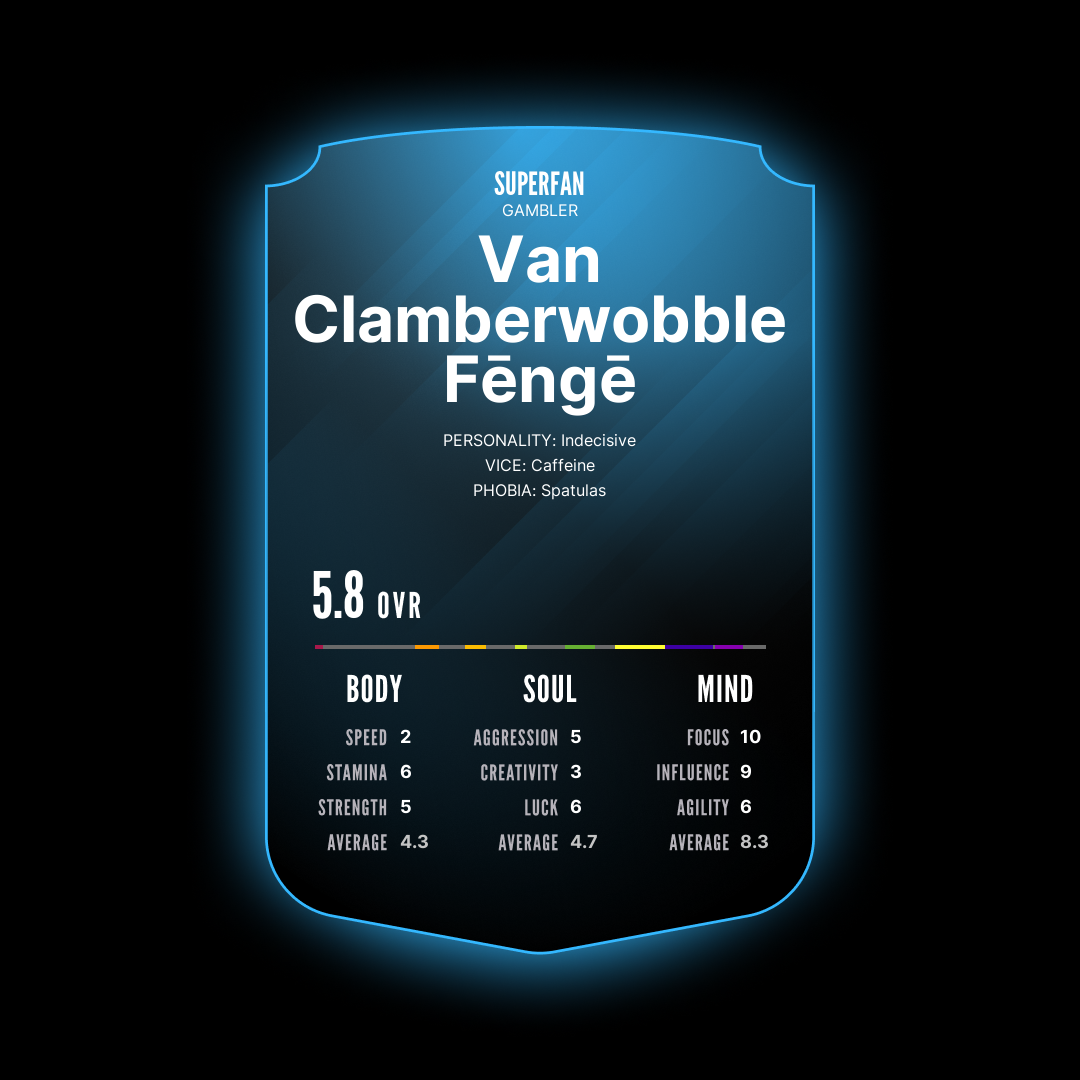 SUPERFAN
GAMBLER
Van
Clamberwobble
Fēngē
PERSONALITY: Indecisive
VICE: Caffeine
PHOBIA: Spatulas
5.8 OVR
BODY SOUL MIND
SPEED 2 AGGRESSION 5 FOCUS 10
STAMINA 6 CREATIVITY 3 INFLUENCE 9
STRENGTH 5 LUCK 6 AGILITY 6
AVERAGE 4.3 AVERAGE 4.7 AVERAGE 8.3